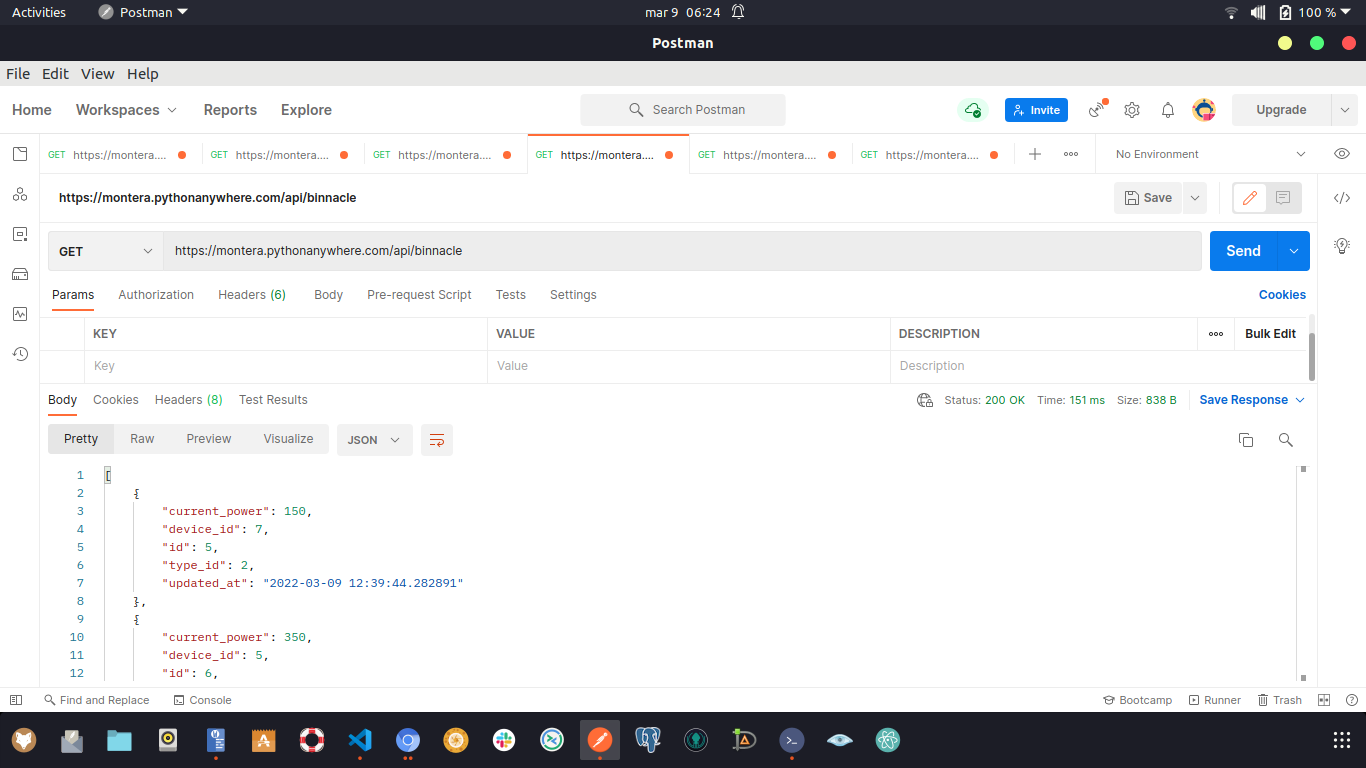 Activities Postman mar 9 06:24 100 %
Postman
File Edit View Help
Home Workspaces Reports Explore Search Postman Invite Upgrade
GET https://montera.... GET https://montera.... GET https://montera.... GET https://montera.... GET https://montera.... GET https://montera.... No Environment
https://montera.pythonanywhere.com/api/binnacle Save
GET https://montera.pythonanywhere.com/api/binnacle Send
Params Authorization Headers (6) Body Pre-request Script Tests Settings Cookies
KEY VALUE DESCRIPTION Bulk Edit
Key Value Description
Body Cookies Headers (8) Test Results Status: 200 OK Time: 151 ms Size: 838 B Save Response
Pretty Raw Preview Visualize JSON
1 [
2 {
3 "current_power": 150,
4 "device_id": 7,
5 "id": 5,
6 "type_id": 2,
7 "updated_at": "2022-03-09 12:39:44.282891"
8 },
9 {
10 "current_power": 350,
11 "device_id": 5,
12 "id": 6,
Find and Replace Console Bootcamp Runner Trash